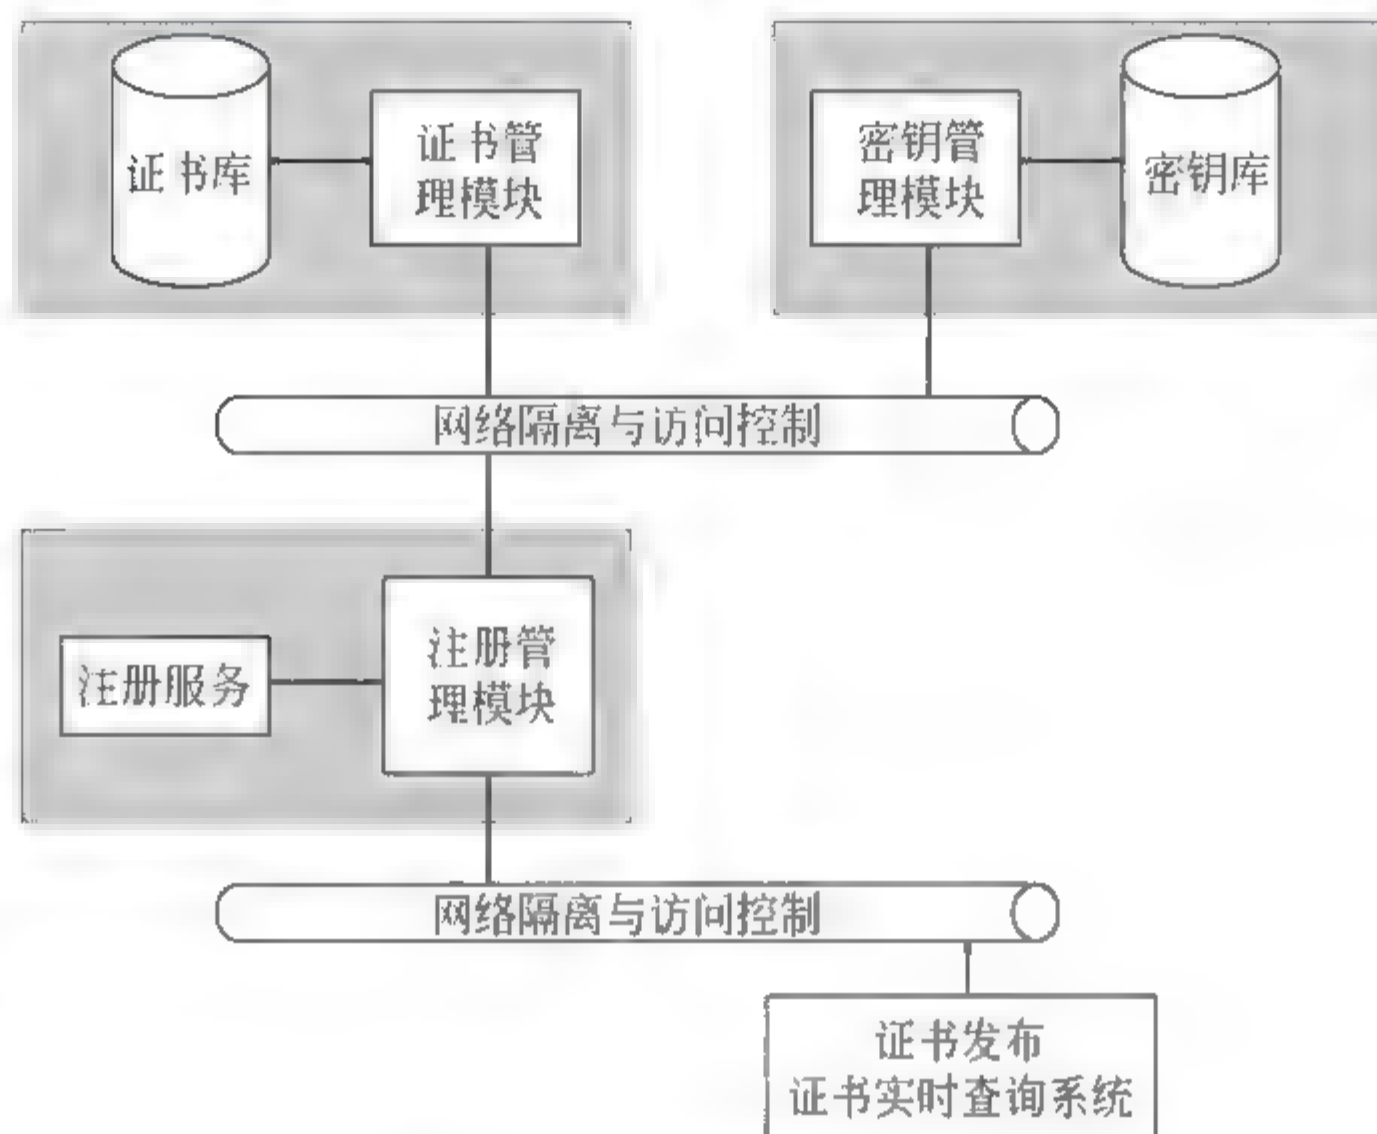 证书库
证书管
理模块
密钥管
理模块
密钥库
网络隔离与访问控制
注册服务
注册管
理模块
网络隔离与访问控制
证书发布
证书实时查询系统